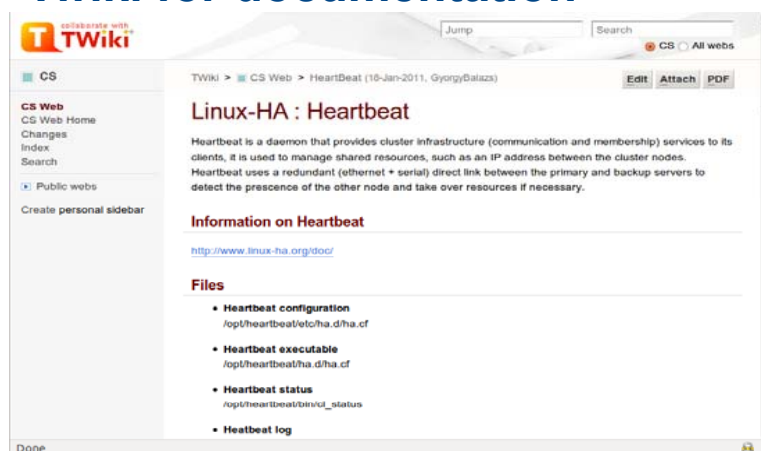 TWiki for documentation
collaborate with
TWiki
Jump
Search
CS All webs
CS
TWiki > CS Web > HeartBeat (18-Jan-2011, GyorgyBalazs)
Edit Attach PDF
CS Web
CS Web Home
Changes
Index
Search
Public webs
Create personal sidebar
Linux-HA : Heartbeat
Heartbeat is a daemon that provides cluster infrastructure (communication and membership) services to its
clients, it is used to manage shared resources, such as an IP address between the cluster nodes.
Heartbeat uses a redundant (ethernet + serial) direct link between the primary and backup servers to
detect the prescence of the other node and take over resources if necessary.
Information on Heartbeat
http://www.linux-ha.org/doc/
Files
• Heartbeat configuration
/opt/heartbeat/etc/ha.d/ha.cf
• Heartbeat executable
/opt/heartbeat/ha.d/ha.cf
• Heartbeat status
/opt/heartbeat/bin/cl_status
• Heatbeat log
Done